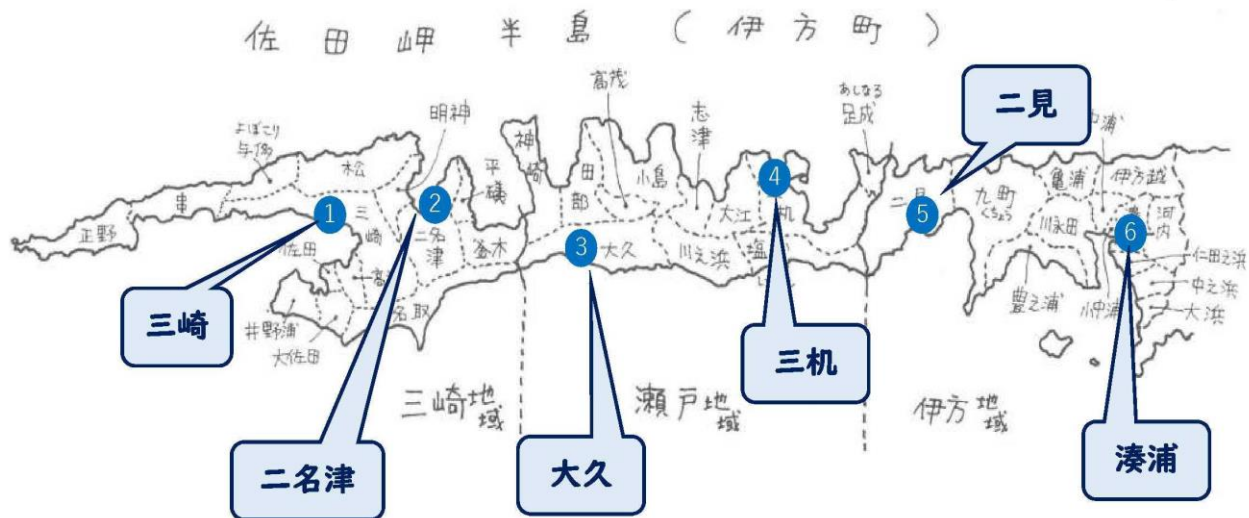 佐田岬半島(伊方町)
高茂
志津
あしなる
足成
二見
中浦
明神
神崎
よぼこり
与侈
松
平磯
田部
小島
④
亀浦
伊方越
串
①
三崎
②
大江
机
⑤
九町
くちょう
河内
正野
佐田
二名津
釜木
③
大久
川之浜
塩
川永田
⑥
仁田之浜
井野浦
大佐田
名取
豊之浦
小中浦
中之浜
大浜
三崎
三机
三崎地域
瀬戸地域
伊方地域
二名津
大久
湊浦